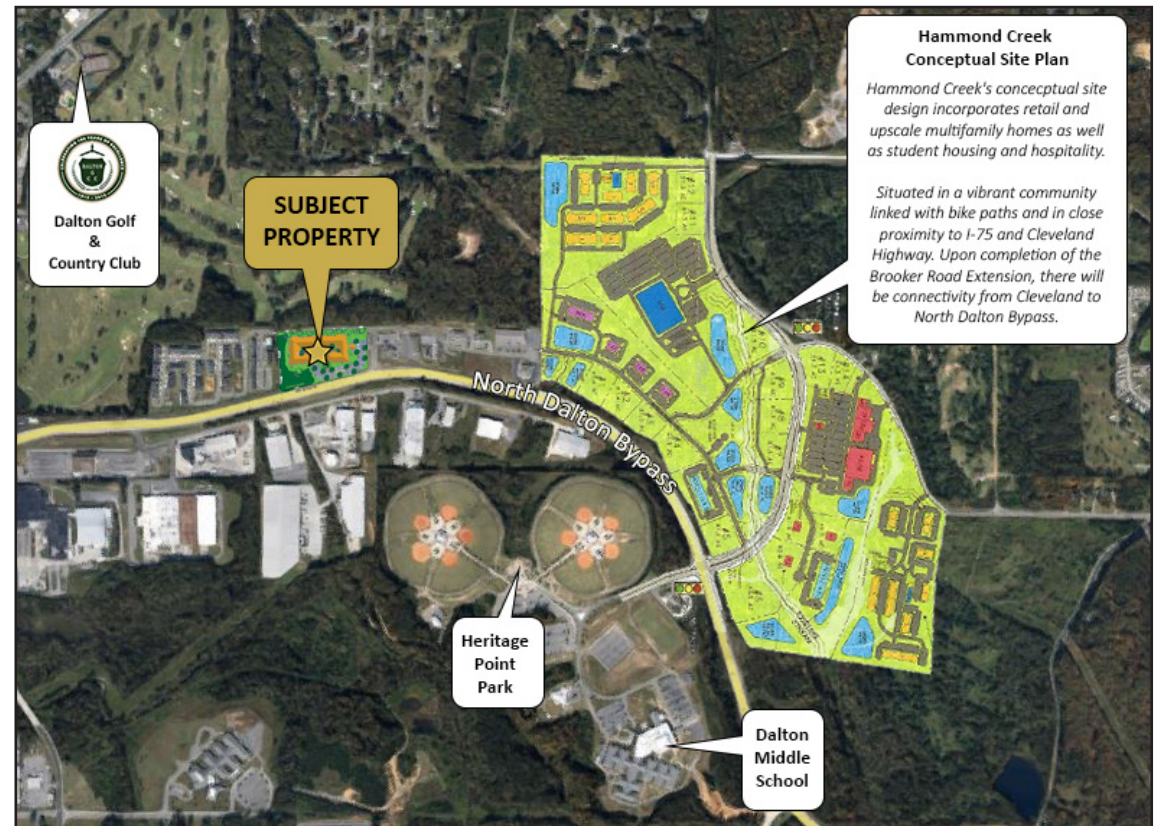 Hammond Creek
Conceptual Site Plan
Hammond Creek's concecptual site
design incorporates retail and
upscale multifamily homes as well
as student housing and hospitality.
Situated in a vibrant community
linked with bike paths and in close
proximity to I-75 and Cleveland
Highway. Upon completion of the
Brooker Road Extension, there will
be connectivity from Cleveland to
North Dalton Bypass.
DALTON
Dalton Golf
&
Country Club
SUBJECT
PROPERTY
North Dalton Bypass
Heritage
Point
Park
Dalton
Middle
School